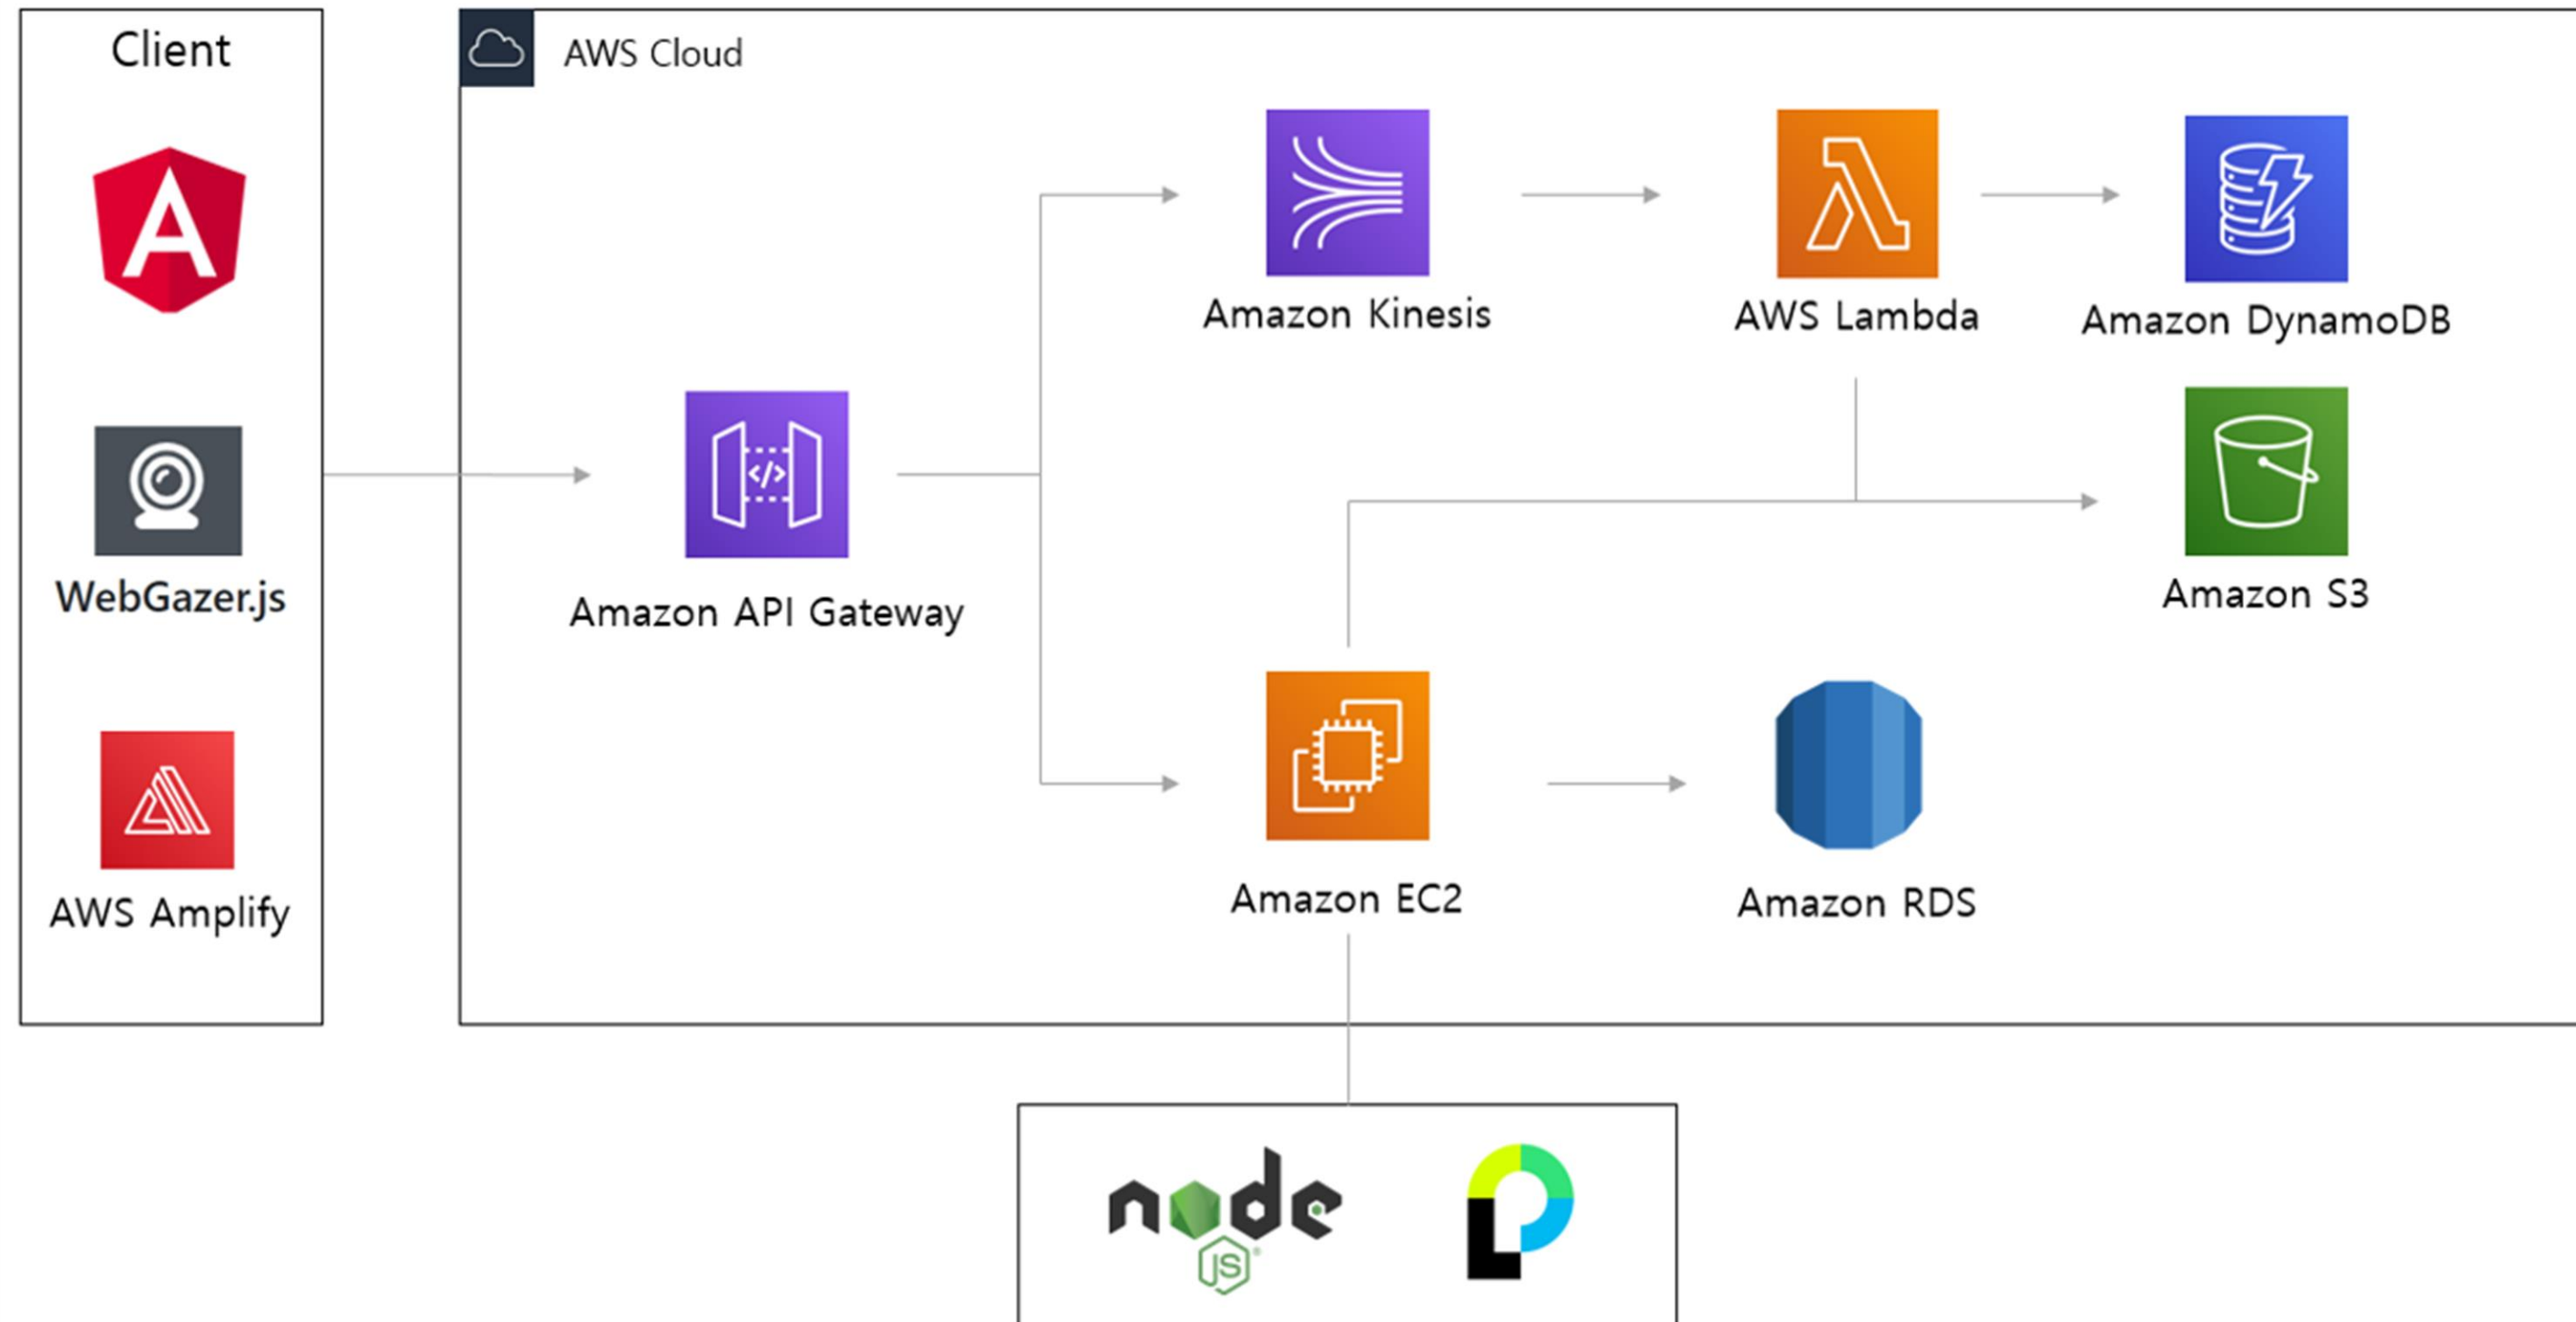 Client
AWS Cloud
Amazon Kinesis
AWS Lambda
Amazon DynamoDB
WebGazer.js
Amazon API Gateway
Amazon S3
AWS Amplify
Amazon EC2
Amazon RDS
node
JS